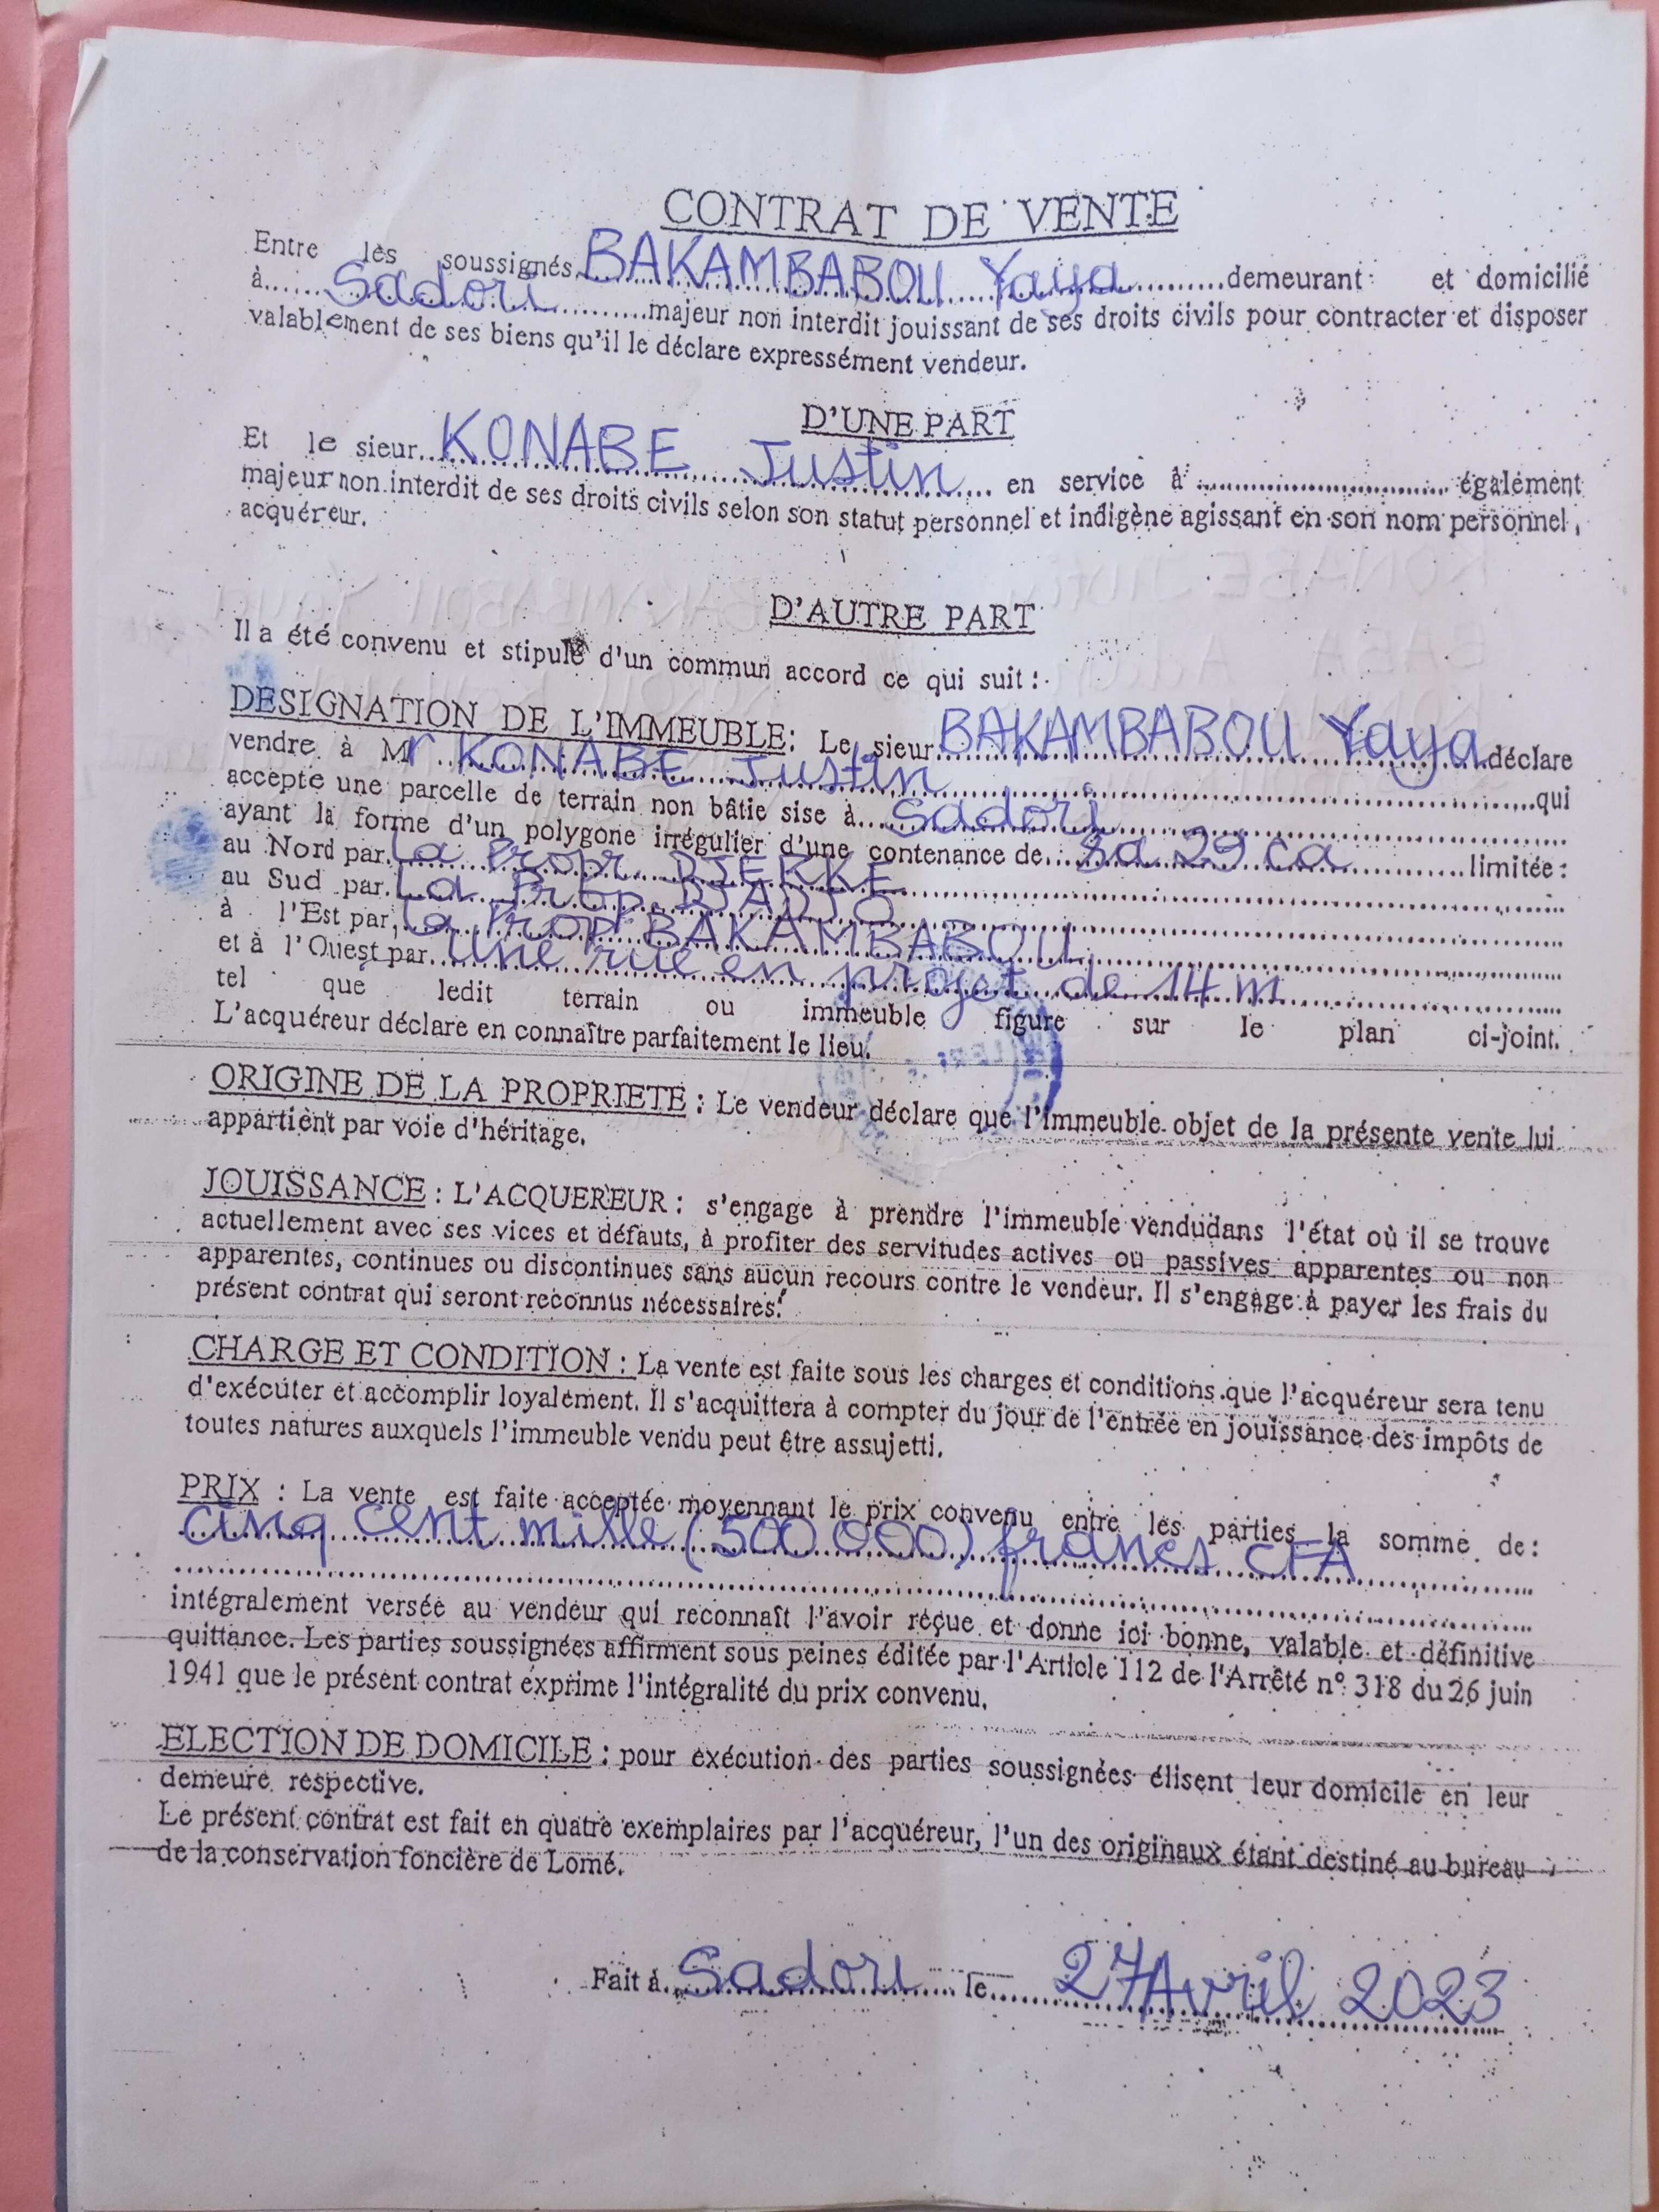 CONTRAT DE VENTE
Entre les soussignés BAKAMBABOU Yaya demeurant et domicilié
à Sadori majeur non interdit jouissant de ses droits civils pour contracter et disposer
valablement de ses biens qu'il le déclare expressément vendeur.
D'UNE PART
Et le sieur KONABE Justin en service à également
majeur non interdit de ses droits civils selon son statut personnel et indigène agissant en son nom personnel,
acquéreur.
D'AUTRE PART
Il a été convenu et stipulé d'un commun accord ce qui suit :
DESIGNATION DE L'IMMEUBLE: Le sieur BAKAMBABOU Yaya déclare
vendre à Mr KONABE Justin qui
accepte une parcelle de terrain non bâtie sise à Sadori
ayant la forme d'un polygone irrégulier d'une contenance de 3a 29 ca limitée :
au Nord par la Propr DJERKE
au Sud par La Prop DJADJO
à l'Est par, la Prop BAKAMBABOU
et à l'Ouest par une rue en projet de 14 m
tel que ledit terrain ou immeuble figure sur le plan ci-joint.
L'acquéreur déclare en connaître parfaitement le lieu.
ORIGINE DE LA PROPRIETE : Le vendeur déclare que l'immeuble objet de la présente vente lui
appartient par voie d'héritage.
JOUISSANCE : L'ACQUEREUR : s'engage à prendre l'immeuble vendudans l'état où il se trouve
actuellement avec ses vices et défauts, à profiter des servitudes actives ou passives apparentes ou non
apparentes, continues ou discontinues sans aucun recours contre le vendeur. Il s'engage à payer les frais du
présent contrat qui seront reconnus nécessaires.
CHARGE ET CONDITION : La vente est faite sous les charges et conditions que l'acquéreur sera tenu
d'exécuter et accomplir loyalement. Il s'acquittera à compter du jour de l'entrée en jouissance des impôts de
toutes natures auxquels l'immeuble vendu peut être assujetti.
PRIX : La vente est faite acceptée moyennant le prix convenu entre les parties la somme de :
cinq cent mille (500 000) francs CFA
intégralement versée au vendeur qui reconnaît l'avoir reçue et donne ici bonne, valable et définitive
quittance. Les parties soussignées affirment sous peines éditée par l'Article 112 de l'Arrêté n° 318 du 26 juin
1941 que le présent contrat exprime l'intégralité du prix convenu.
ELECTION DE DOMICILE : pour exécution des parties soussignées élisent leur domicile en leur
demeure respective.
Le présent contrat est fait en quatre exemplaires par l'acquéreur, l'un des originaux étant destiné au bureau
de la conservation foncière de Lomé.
Fait à Sadori le 27 Avril 2023